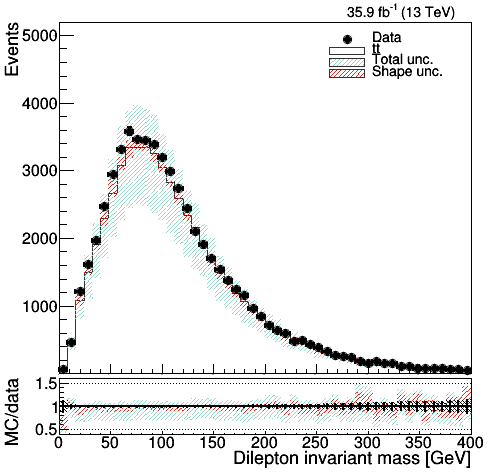 35.9 fb⁻¹ (13 TeV)
Events
5000
4000
3000
2000
1000
Data
tt̄
Total unc.
Shape unc.
MC/data
1.5
1
0.5
0 50 100 150 200 250 300 350 400
Dilepton invariant mass [GeV]